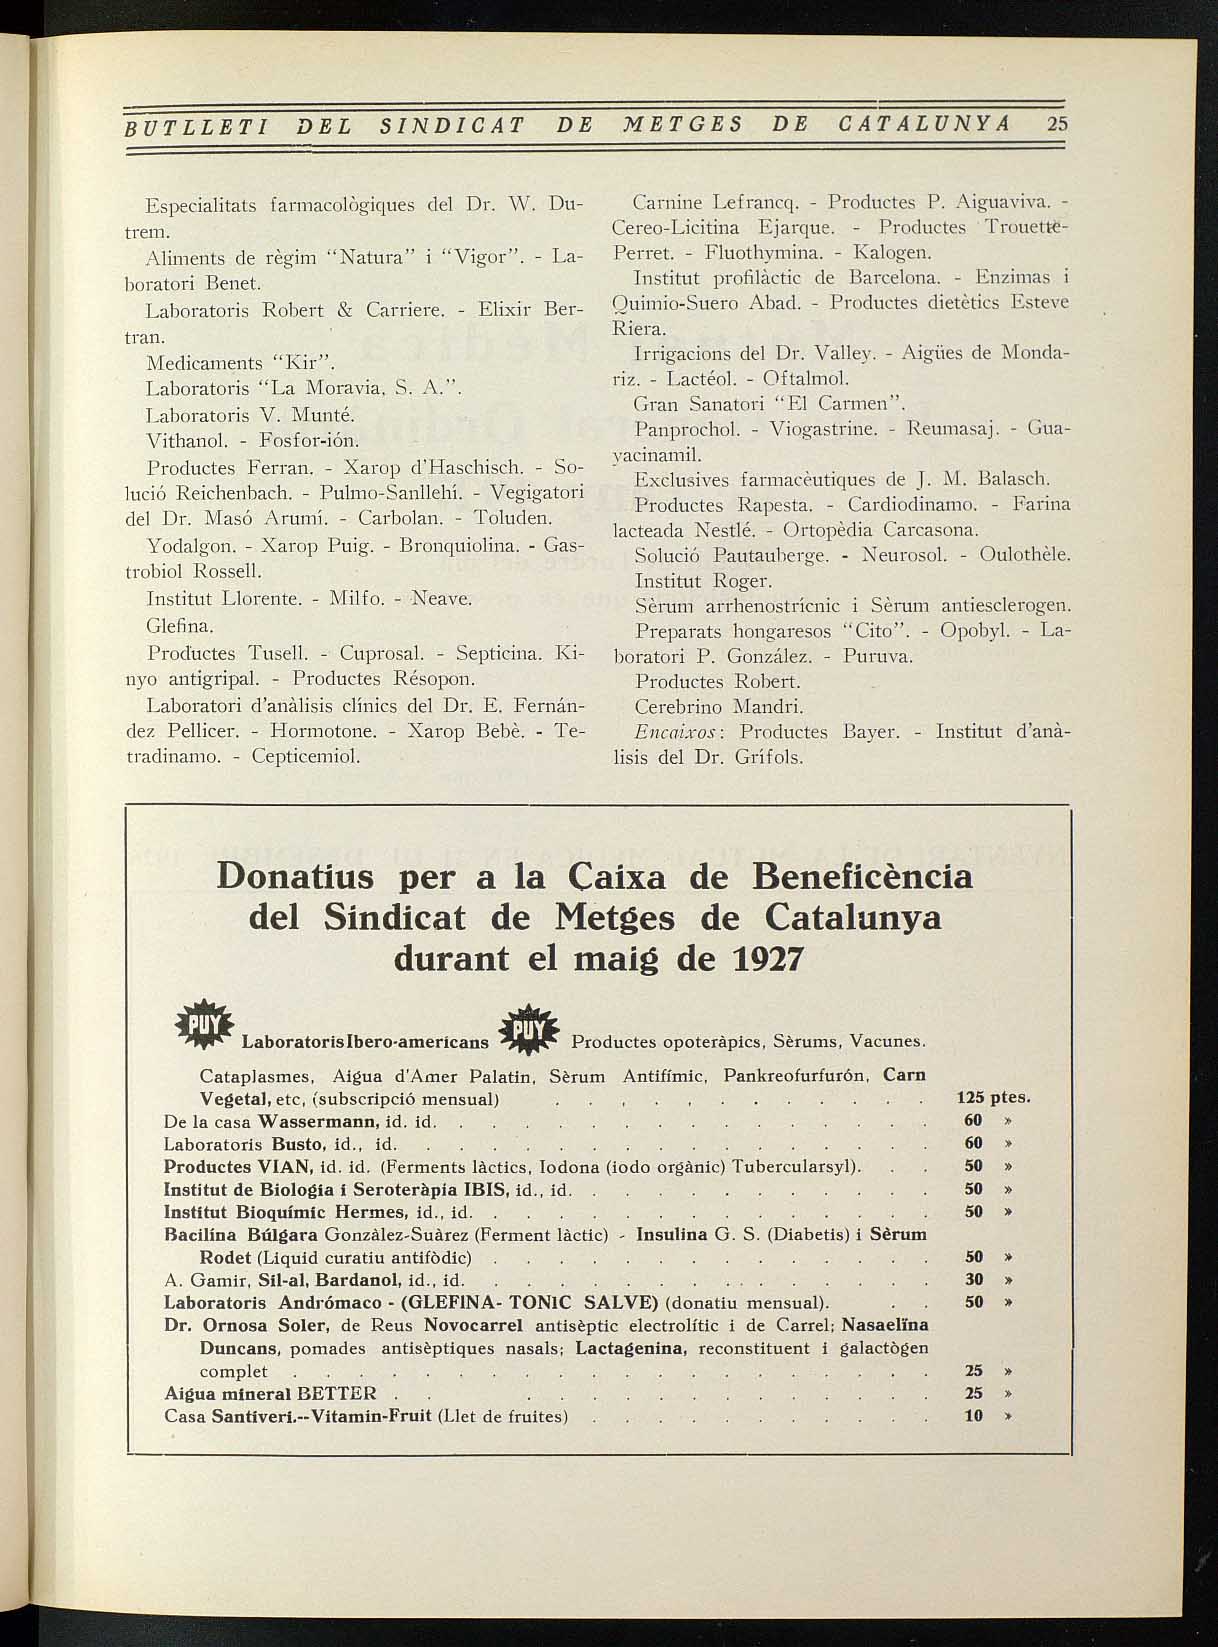 BUTLLETI DEL SINDICAT DE METGES DE CATALUNYA 25
Especialitats farmacològiques del Dr. W. Du-
trem.
Aliments de règim “Natura” i “Vigor”. - La-
boratori Benet.
Laboratoris Robert & Carriere. - Elixir Ber-
tran.
Medicaments “Kir”.
Laboratoris “La Moravia, S. A.”.
Laboratoris V. Munté.
Vithanol. - Fosfor-ión.
Productes Ferran. - Xarop d'Haschisch. - So-
lució Reichenbach. - Pulmo-Sanllehí. - Vegigatori
del Dr. Masó Arumí. - Carbolan. - Toluden.
Yodalgon. - Xarop Puig. - Bronquiolina. - Gas-
trobiol Rossell.
Institut Llorente. - Milfo. - Neave.
Glefina.
Productes Tusell. - Cuprosal. - Septicina. Ki-
nyo antigripal. - Productes Résopon.
Laboratori d'anàlisis clínics del Dr. E. Fernán-
dez Pellicer. - Hormotone. - Xarop Bebè. - Te-
tradinamo. - Cepticemiol.
Carnine Lefrancq. - Productes P. Aiguaviva. -
Cereo-Licitina Ejarque. - Productes Trouette-
Perret. - Fluothymina. - Kalogen.
Institut profilàctic de Barcelona. - Enzimas i
Quimio-Suero Abad. - Productes dietètics Esteve
Riera.
Irrigacions del Dr. Valley. - Aigües de Monda-
riz. - Lactéol. - Oftalmol.
Gran Sanatori “El Carmen”.
Panprochol. - Viogastrine. - Reumasaj. - Gua-
yacinamil.
Exclusives farmacèutiques de J. M. Balasch.
Productes Rapesta. - Cardiodinamo. - Farina
lacteada Nestlé. - Ortopèdia Carcasona.
Solució Pautauberge. - Neurosol. - Oulothèle.
Institut Roger.
Sèrum arrhenostrícnic i Sèrum antiesclerogen.
Preparats hongaresos “Cito”. - Opobyl. - La-
boratori P. González. - Puruva.
Productes Robert.
Cerebrino Mandri.
Encaixos: Productes Bayer. - Institut d'anà-
lisis del Dr. Grífols.
Donatius per a la Caixa de Beneficència
del Sindicat de Metges de Catalunya
durant el maig de 1927
PUY Laboratoris Ibero-americans PUY Productes opoteràpics, Sèrums, Vacunes.
Cataplasmes, Aigua d'Amer Palatin, Sèrum Antifímic, Pankreofurfurón, Carn
Vegetal, etc, (subscripció mensual) . . . . . . . . . . . . 125 ptes.
De la casa Wassermann, id. id. . . . . . . . . . . . . . . . 60 »
Laboratoris Busto, id., id. . . . . . . . . . . . . . . . . 60 »
Productes VIAN, id. id. (Ferments làctics, Iodona (iodo orgànic) Tubercularsyl). . . 50 »
Institut de Biologia i Seroteràpia IBIS, id., id. . . . . . . . . . . . 50 »
Institut Bioquímic Hermes, id., id. . . . . . . . . . . . . . . 50 »
Bacilína Búlgara Gonzàlez-Suàrez (Ferment làctic) - Insulina G. S. (Diabetis) i Sèrum
Rodet (Liquid curatiu antifòdic) . . . . . . . . . . . . . . 50 »
A. Gamir, Sil-al, Bardanol, id., id. . . . . . . . . . . . . . . . 30 »
Laboratoris Andrómaco - (GLEFINA- TONIC SALVE) (donatiu mensual). . . 50 »
Dr. Ornosa Soler, de Reus Novocarrel antisèptic electrolític i de Carrel; Nasaelïna
Duncans, pomades antisèptiques nasals; Lactagenina, reconstituent i galactògen
complet . . . . . . . . . . . . . . . . . . . . 25 »
Aigua mineral BETTER . . . . . . . . . . . . . . . 25 »
Casa Santiveri.--Vitamin-Fruit (Llet de fruites) . . . . . . . . . . . 10 »